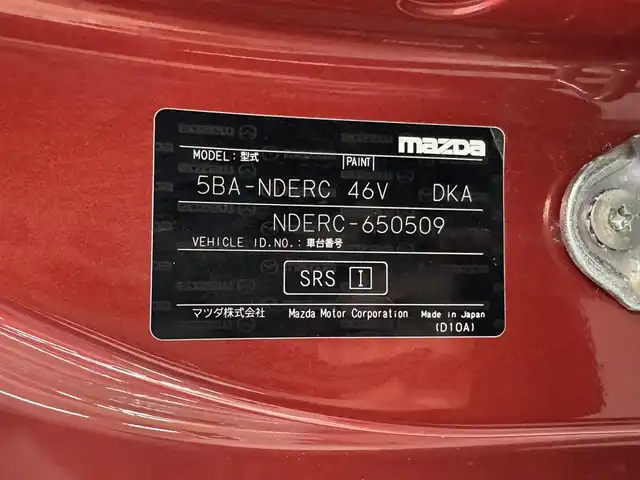 mazda
MODEL : 型式 PAINT
5BA-NDERC 46V DKA
NDERC-650509
VEHICLE ID.NO.: 車台番号
SRS I
マツダ株式会社 Mazda Motor Corporation Made in Japan
(D10A)